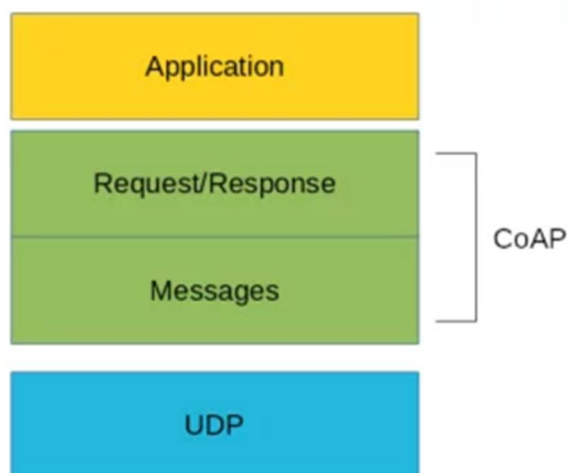 Application
Request/Response
CoAP
Messages
UDP